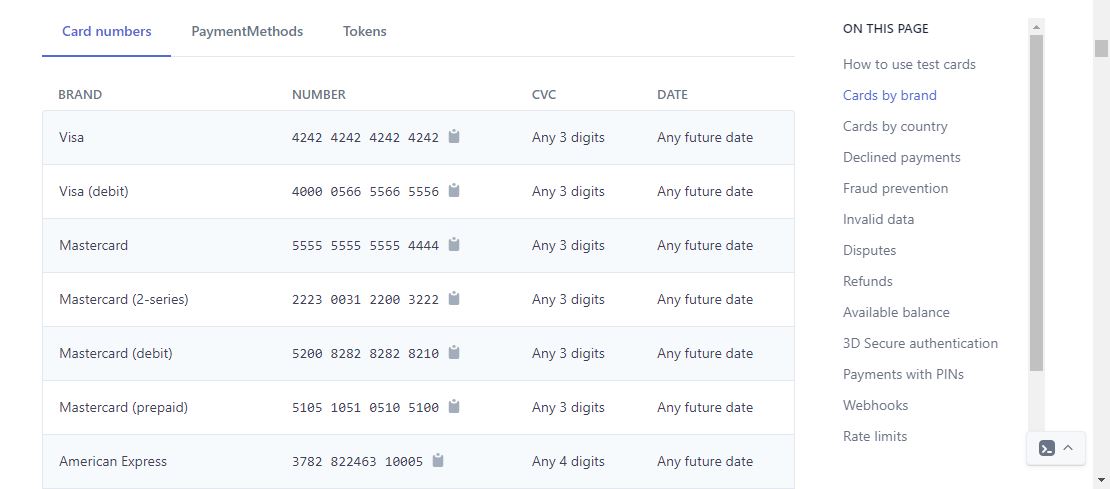 Card numbers PaymentMethods Tokens
BRAND NUMBER CVC DATE
Visa 4242 4242 4242 4242 Any 3 digits Any future date
Visa (debit) 4000 0566 5566 5556 Any 3 digits Any future date
Mastercard 5555 5555 5555 4444 Any 3 digits Any future date
Mastercard (2-series) 2223 0031 2200 3222 Any 3 digits Any future date
Mastercard (debit) 5200 8282 8282 8210 Any 3 digits Any future date
Mastercard (prepaid) 5105 1051 0510 5100 Any 3 digits Any future date
American Express 3782 822463 10005 Any 4 digits Any future date
ON THIS PAGE
How to use test cards
Cards by brand
Cards by country
Declined payments
Fraud prevention
Invalid data
Disputes
Refunds
Available balance
3D Secure authentication
Payments with PINs
Webhooks
Rate limits